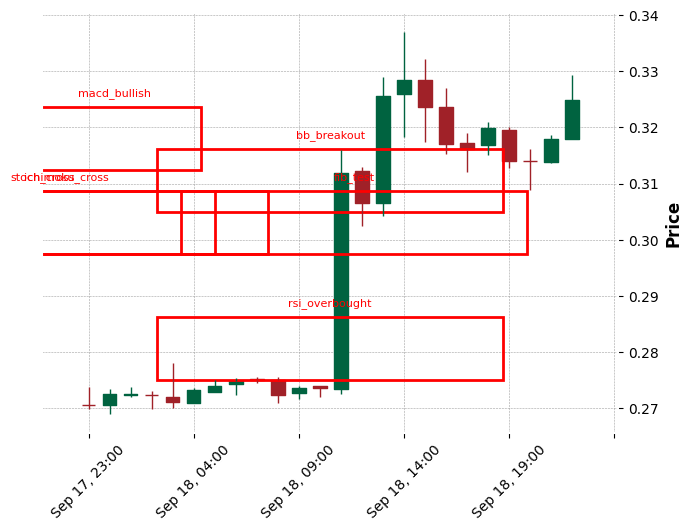 0.34
0.33
macd_bullish
0.32
bb_breakout
0.31
0.30
Price
0.29
rsi_overbought
0.28
0.27
Sep 17, 23:00
Sep 18, 04:00
Sep 18, 09:00
Sep 18, 14:00
Sep 18, 19:00